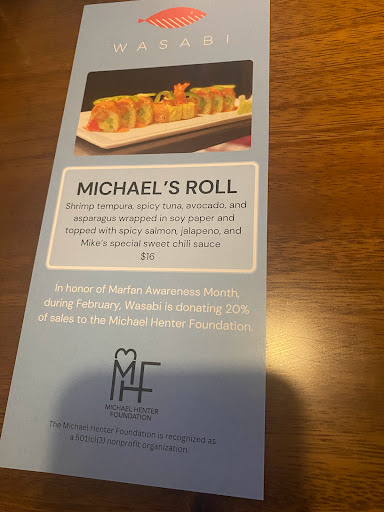 WASABI
MICHAEL'S ROLL
Shrimp tempura, spicy tuna, avocado, and
asparagus wrapped in soy paper and
topped with spicy salmon, jalapeno, and
Mike's special sweet chili sauce
$16
In honor of Marfan Awareness Month,
during February, Wasabi is donating 20%
of sales to the Michael Henter Foundation.
MHF
MICHAEL HENTER
FOUNDATION
The Michael Henter Foundation is recognized as
a 501(c)(3) nonprofit organization.